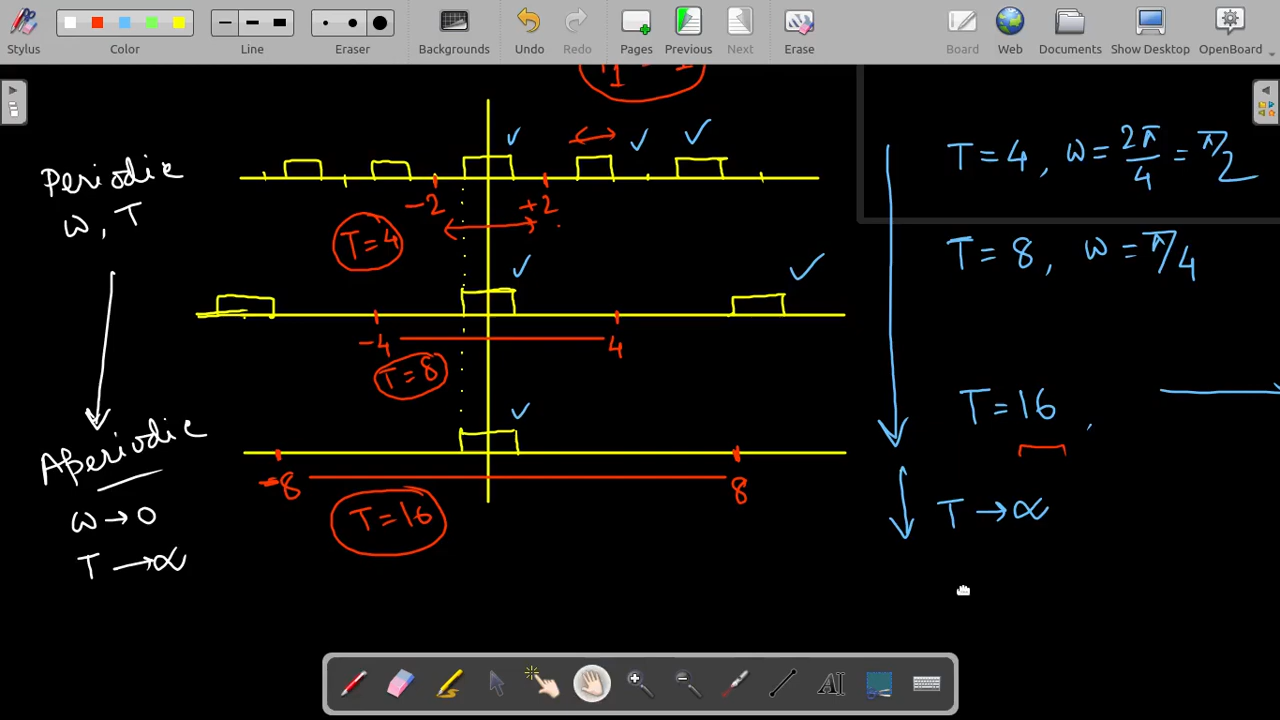 Stylus
Color
Line
Eraser
Backgrounds
Undo
Redo
Pages
Previous
Next
Erase
Board
Web
Documents
Show Desktop
OpenBoard
Periodic
ω, T
Aperiodic
ω → 0
T → ∝
-2
+2
T=4
-4
4
T=8
-8
8
T=16
T=4, ω = 2π/4 = π/2
T=8, ω = π/4
T=16,
T → ∝
AI